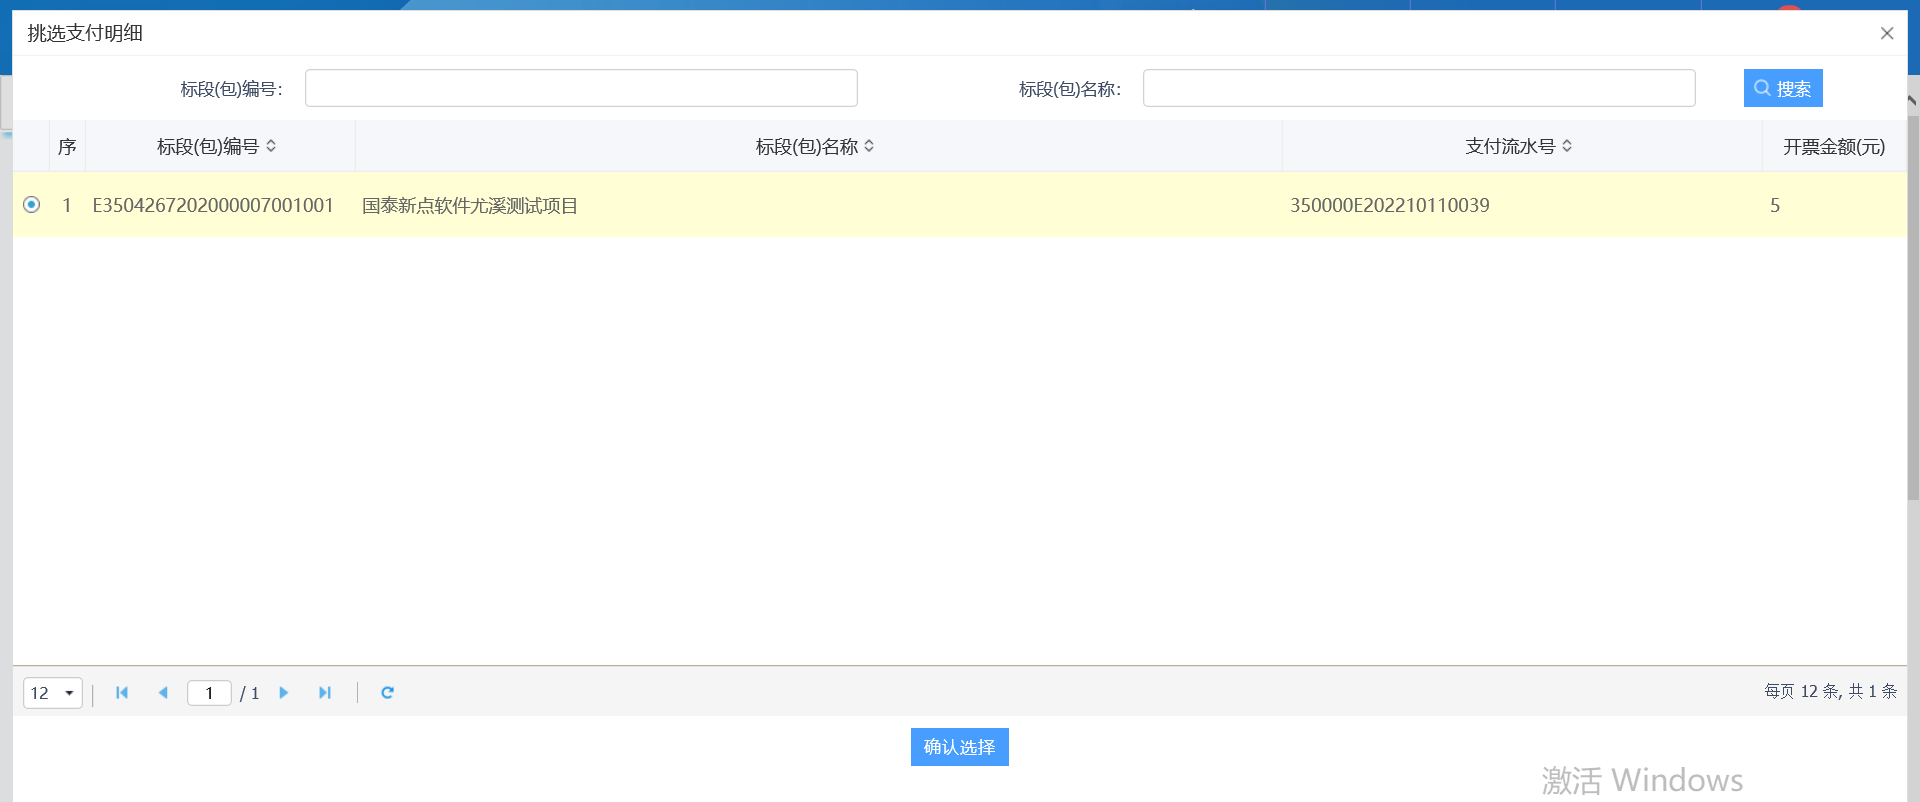 挑选支付明细
标段(包)编号： 标段(包)名称： 搜索
序 标段(包)编号 标段(包)名称 支付流水号 开票金额(元)
1 E3504267202000007001001 国泰新点软件尤溪测试项目 350000E202210110039 5
12 1 / 1 每页 12 条, 共 1 条
确认选择
激活 Windows